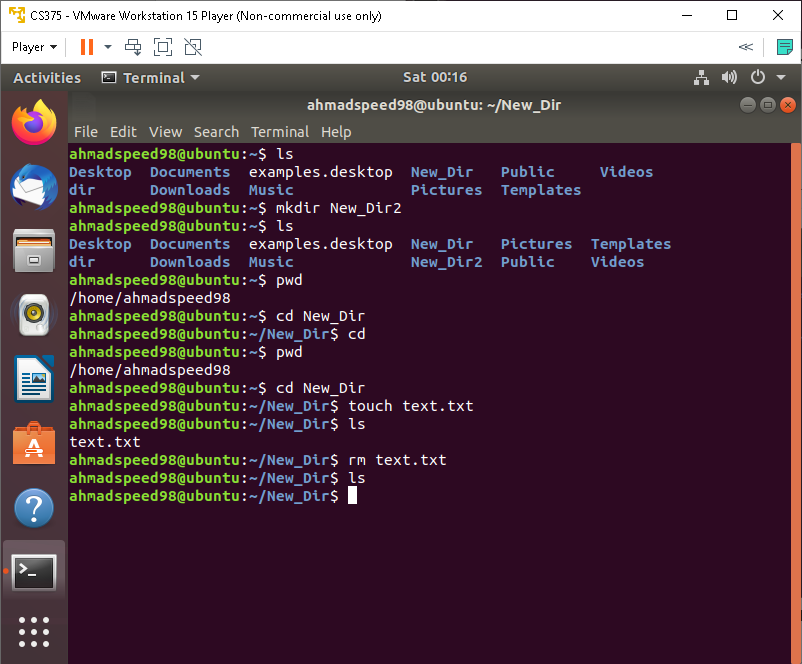 CS375 - VMware Workstation 15 Player (Non-commercial use only)
Player
Activities Terminal Sat 00:16
ahmadspeed98@ubuntu: ~/New_Dir
File Edit View Search Terminal Help
ahmadspeed98@ubuntu:~$ ls
Desktop Documents examples.desktop New_Dir Public Videos
dir Downloads Music Pictures Templates
ahmadspeed98@ubuntu:~$ mkdir New_Dir2
ahmadspeed98@ubuntu:~$ ls
Desktop Documents examples.desktop New_Dir Pictures Templates
dir Downloads Music New_Dir2 Public Videos
ahmadspeed98@ubuntu:~$ pwd
/home/ahmadspeed98
ahmadspeed98@ubuntu:~$ cd New_Dir
ahmadspeed98@ubuntu:~/New_Dir$ cd
ahmadspeed98@ubuntu:~$ pwd
/home/ahmadspeed98
ahmadspeed98@ubuntu:~$ cd New_Dir
ahmadspeed98@ubuntu:~/New_Dir$ touch text.txt
ahmadspeed98@ubuntu:~/New_Dir$ ls
text.txt
ahmadspeed98@ubuntu:~/New_Dir$ rm text.txt
ahmadspeed98@ubuntu:~/New_Dir$ ls
ahmadspeed98@ubuntu:~/New_Dir$